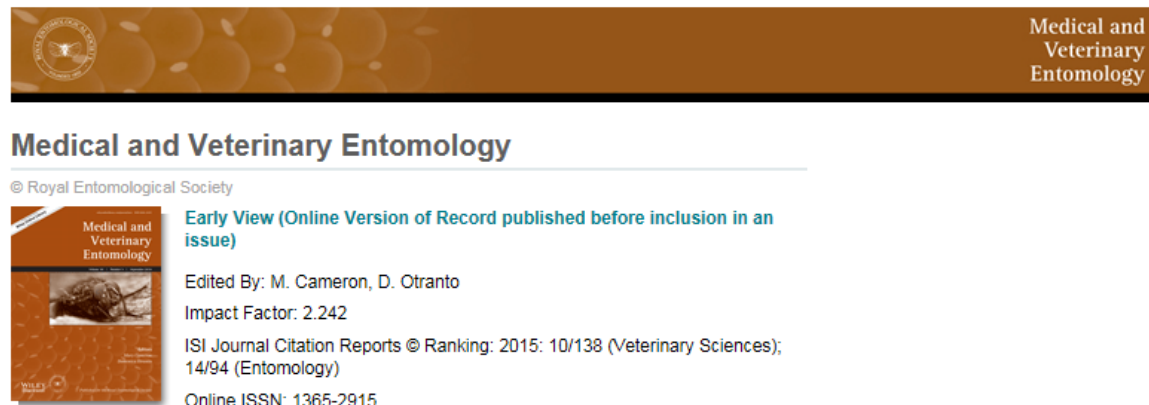 Medical and
Veterinary
Entomology
Medical and Veterinary Entomology
© Royal Entomological Society
Medical and
Veterinary
Entomology
WILEY
Early View (Online Version of Record published before inclusion in an
issue)
Edited By: M. Cameron, D. Otranto
Impact Factor: 2.242
ISI Journal Citation Reports © Ranking: 2015: 10/138 (Veterinary Sciences);
14/94 (Entomology)
Online ISSN: 1365-2915